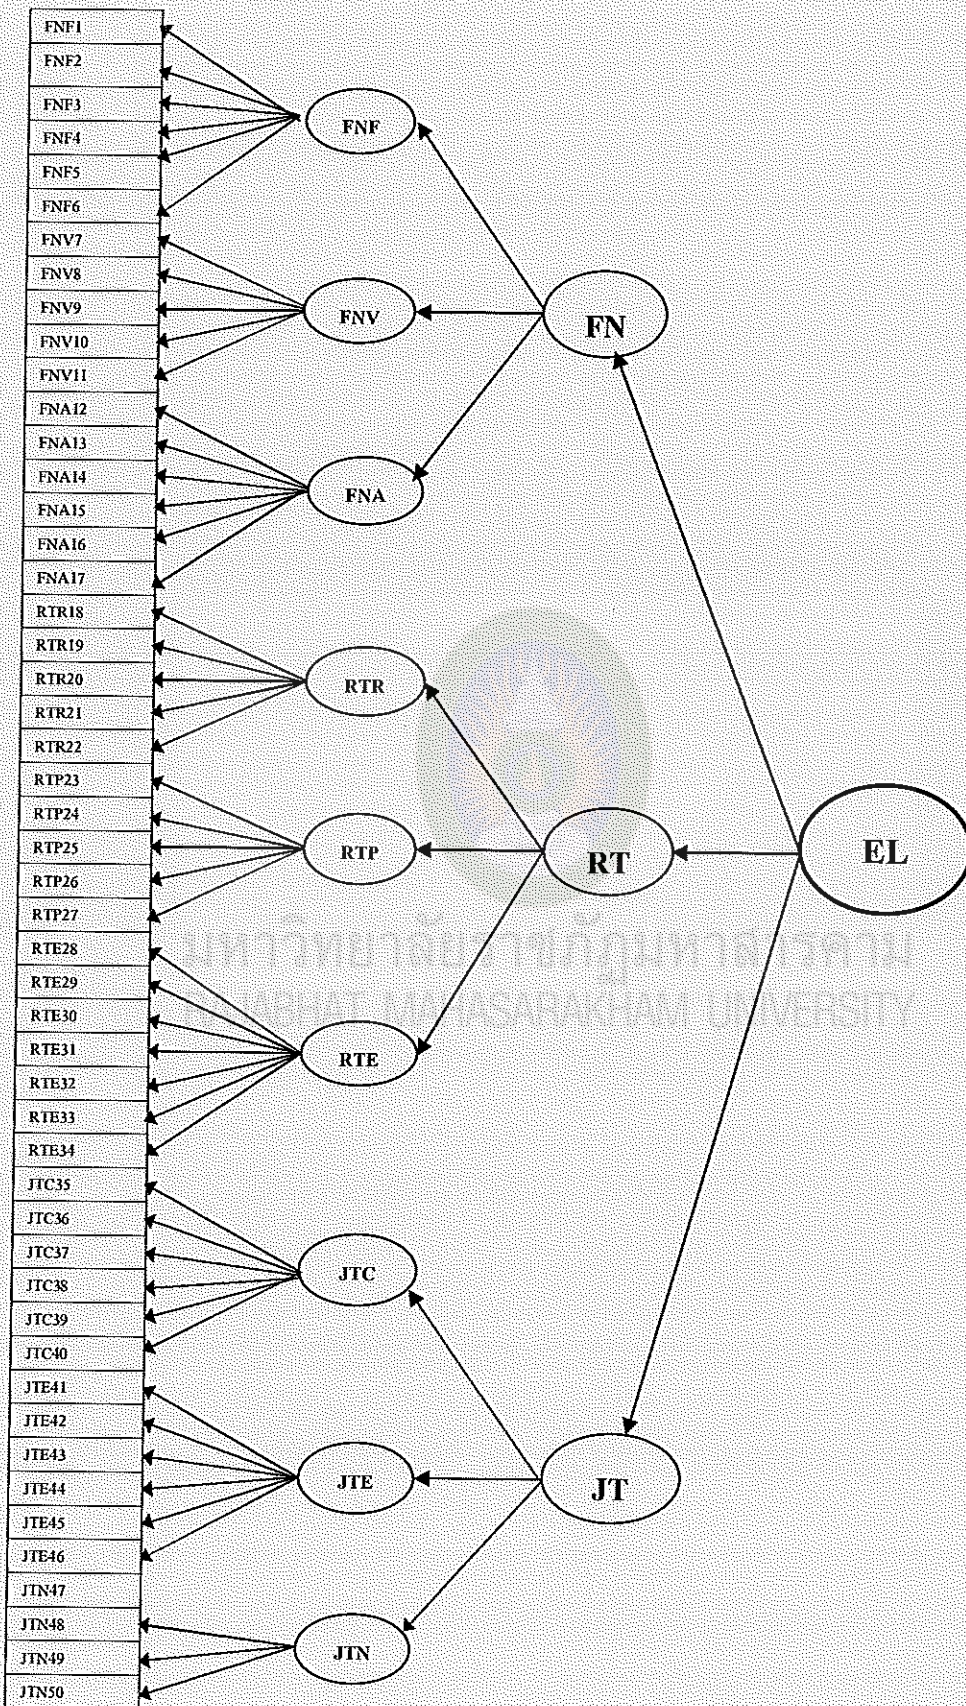 FNF1
FNF2
FNF3
FNF4
FNF5
FNF6
FNV7
FNV8
FNV9
FNV10
FNV11
FNA12
FNA13
FNA14
FNA15
FNA16
FNA17
RTR18
RTR19
RTR20
RTR21
RTR22
RTP23
RTP24
RTP25
RTP26
RTP27
RTE28
RTE29
RTE30
RTE31
RTE32
RTE33
RTE34
JTC35
JTC36
JTC37
JTC38
JTC39
JTC40
JTE41
JTE42
JTE43
JTE44
JTE45
JTE46
JTN47
JTN48
JTN49
JTN50
FNF
FNV
FNA
RTR
RTP
RTE
JTC
JTE
JTN
FN
RT
JT
EL
MAHASARAKHAM UNIVERSITY